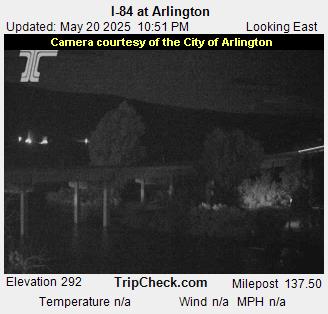 I-84 at Arlington
Updated: May 20 2025 10:51 PM Looking East
Camera courtesy of the City of Arlington
Elevation 292 TripCheck.com Milepost 137.50
Temperature n/a Wind n/a MPH n/a